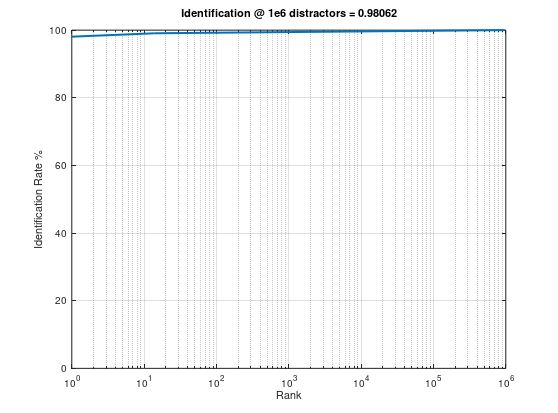 Identification @ 1e6 distractors = 0.98062
100
80
60
40
20
0
Identification Rate %
10^0 10^1 10^2 10^3 10^4 10^5 10^6
Rank